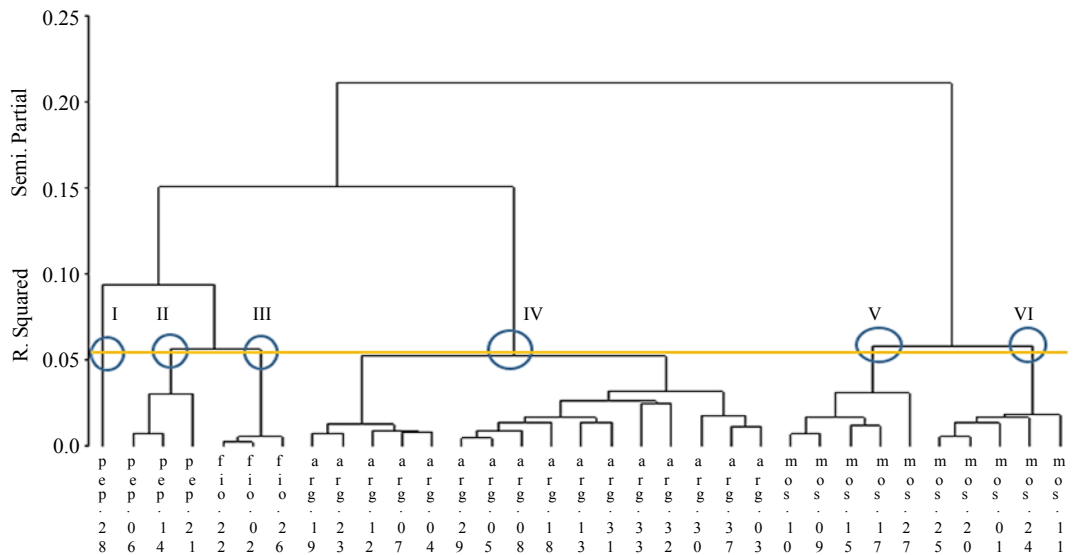 0.25
0.20
0.15
0.10
0.05
0.0
Semi. Partial
R. Squared
I
II
III
IV
V
VI
pep.28
pep.06
pep.14
pep.21
fio.22
fio.02
fio.26
arg.19
arg.23
arg.12
arg.07
arg.04
arg.29
arg.05
arg.08
arg.18
arg.13
arg.31
arg.33
arg.32
arg.30
arg.37
arg.03
mos.10
mos.09
mos.15
mos.17
mos.27
mos.25
mos.20
mos.01
mos.24
mos.11